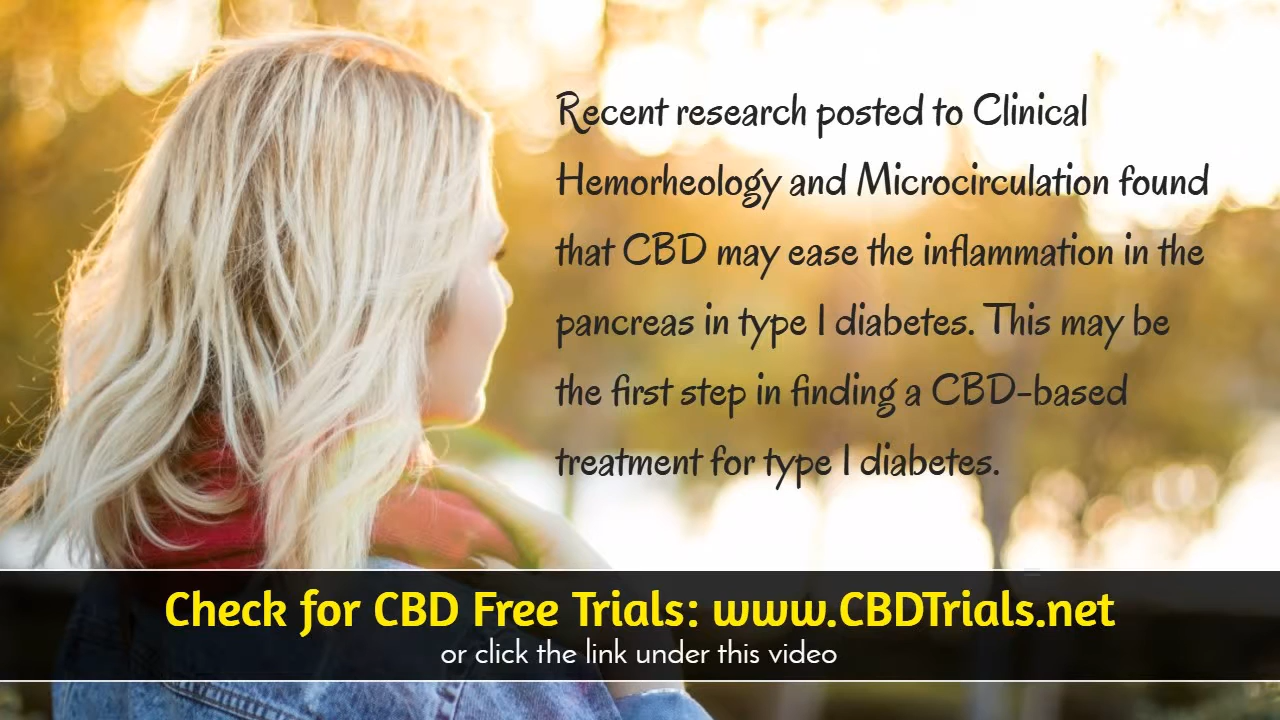 Recent research posted to Clinical
Hemorheology and Microcirculation found
that CBD may ease the inflammation in the
pancreas in type I diabetes. This may be
the first step in finding a CBD-based
treatment for type I diabetes.
Check for CBD Free Trials: www.CBDTrials.net
or click the link under this video